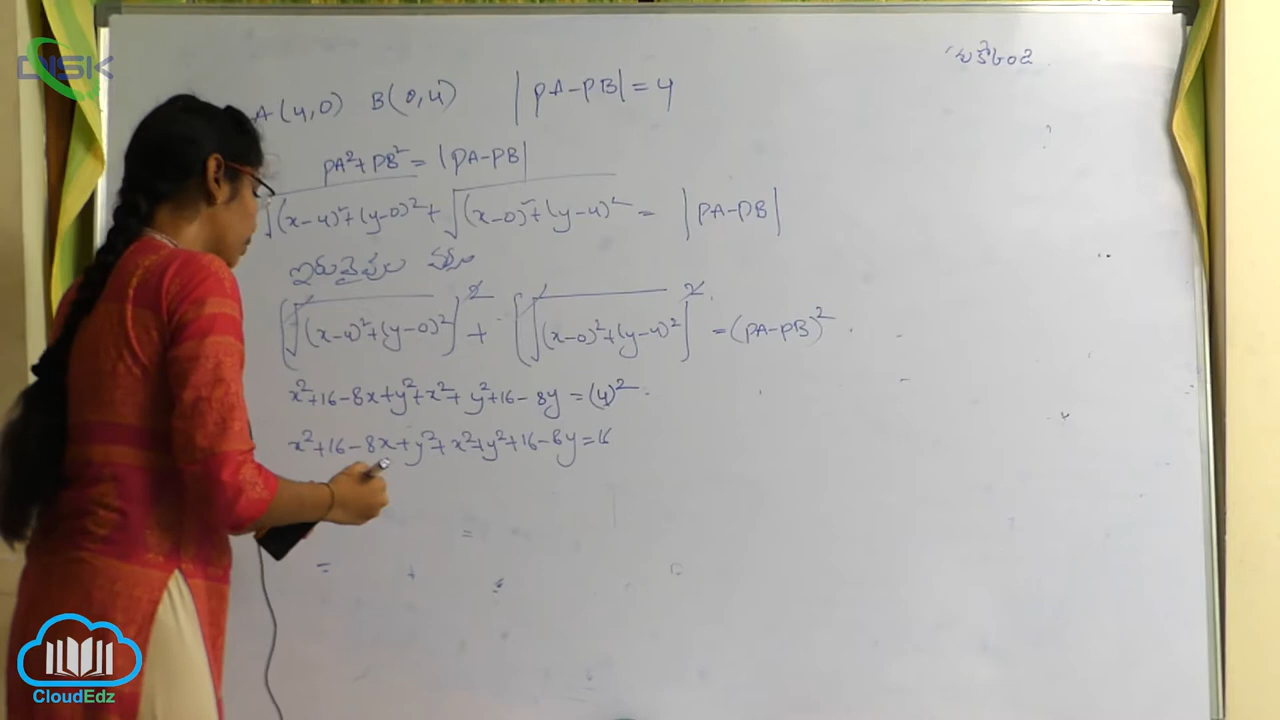 DISK
A(4,0) B(0,4) |PA-PB|=4
PA²+PB²=|PA-PB|
√(x-4)²+(y-0)²+√(x-0)²+(y-4)²=|PA-PB|
ఇరువైపుల వర్గం
[√(x-4)²+(y-0)²]²+[√(x-0)²+(y-4)²]²=(PA-PB)²
x²+16-8x+y²+x²+y²+16-8y=(4)²
x²+16-8x+y²+x²+y²+16-8y=16
CloudEdz